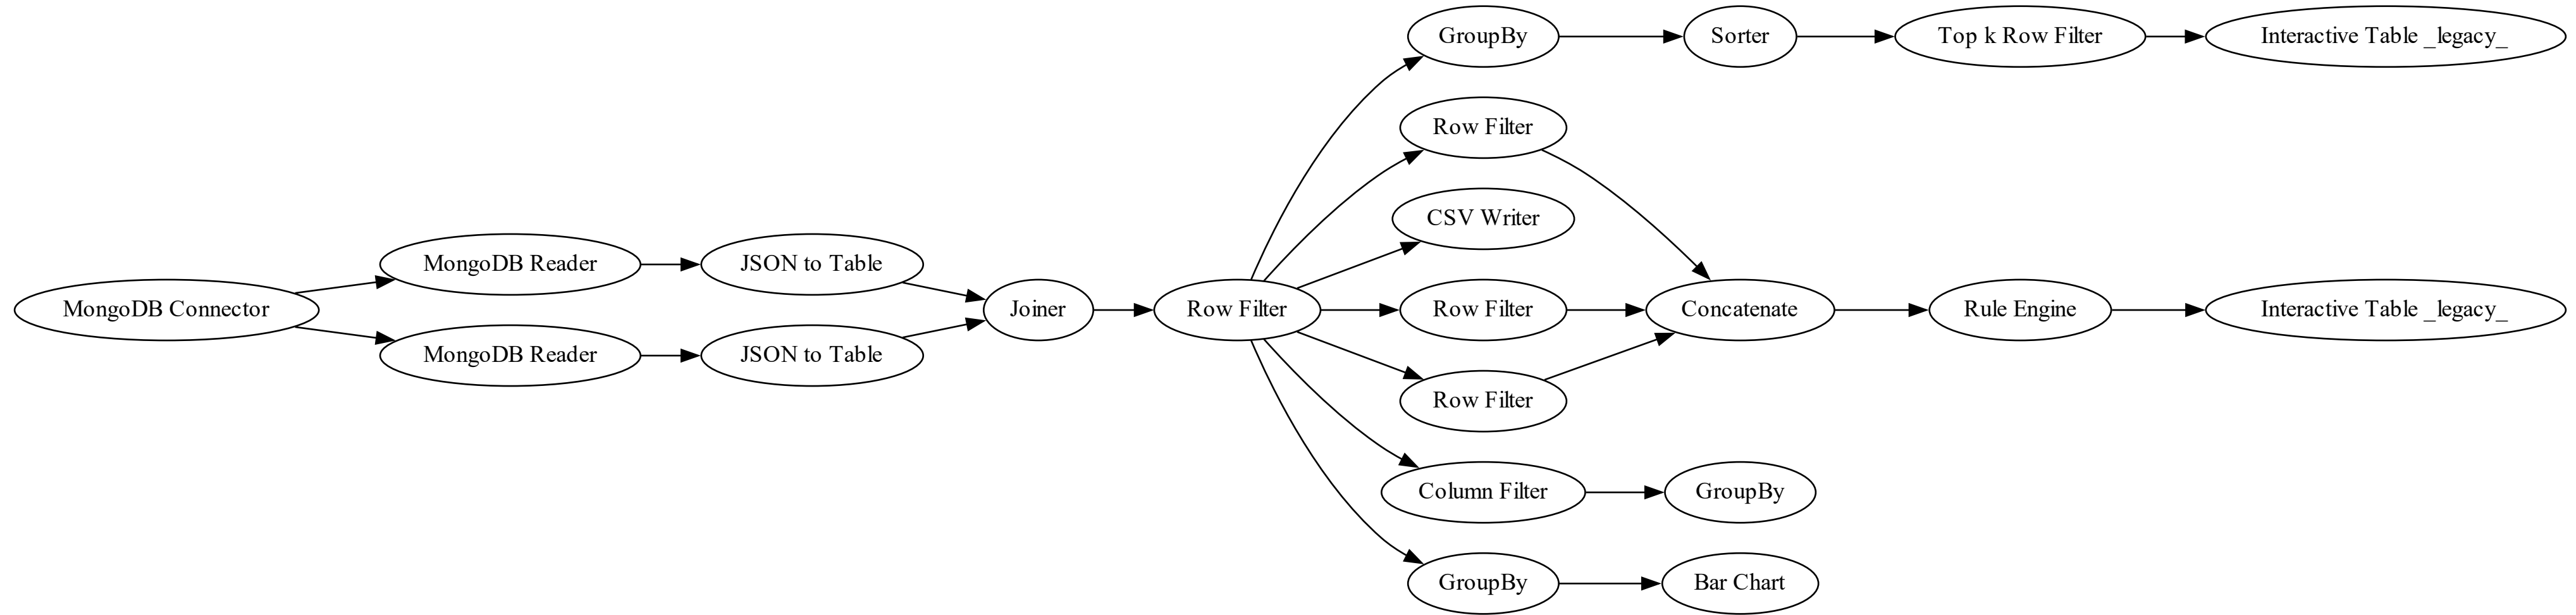 GroupBy
Sorter
Top k Row Filter
Interactive Table _legacy_
Row Filter
CSV Writer
MongoDB Reader
JSON to Table
MongoDB Connector
Joiner
Row Filter
Row Filter
Concatenate
Rule Engine
Interactive Table _legacy_
MongoDB Reader
JSON to Table
Row Filter
Column Filter
GroupBy
GroupBy
Bar Chart